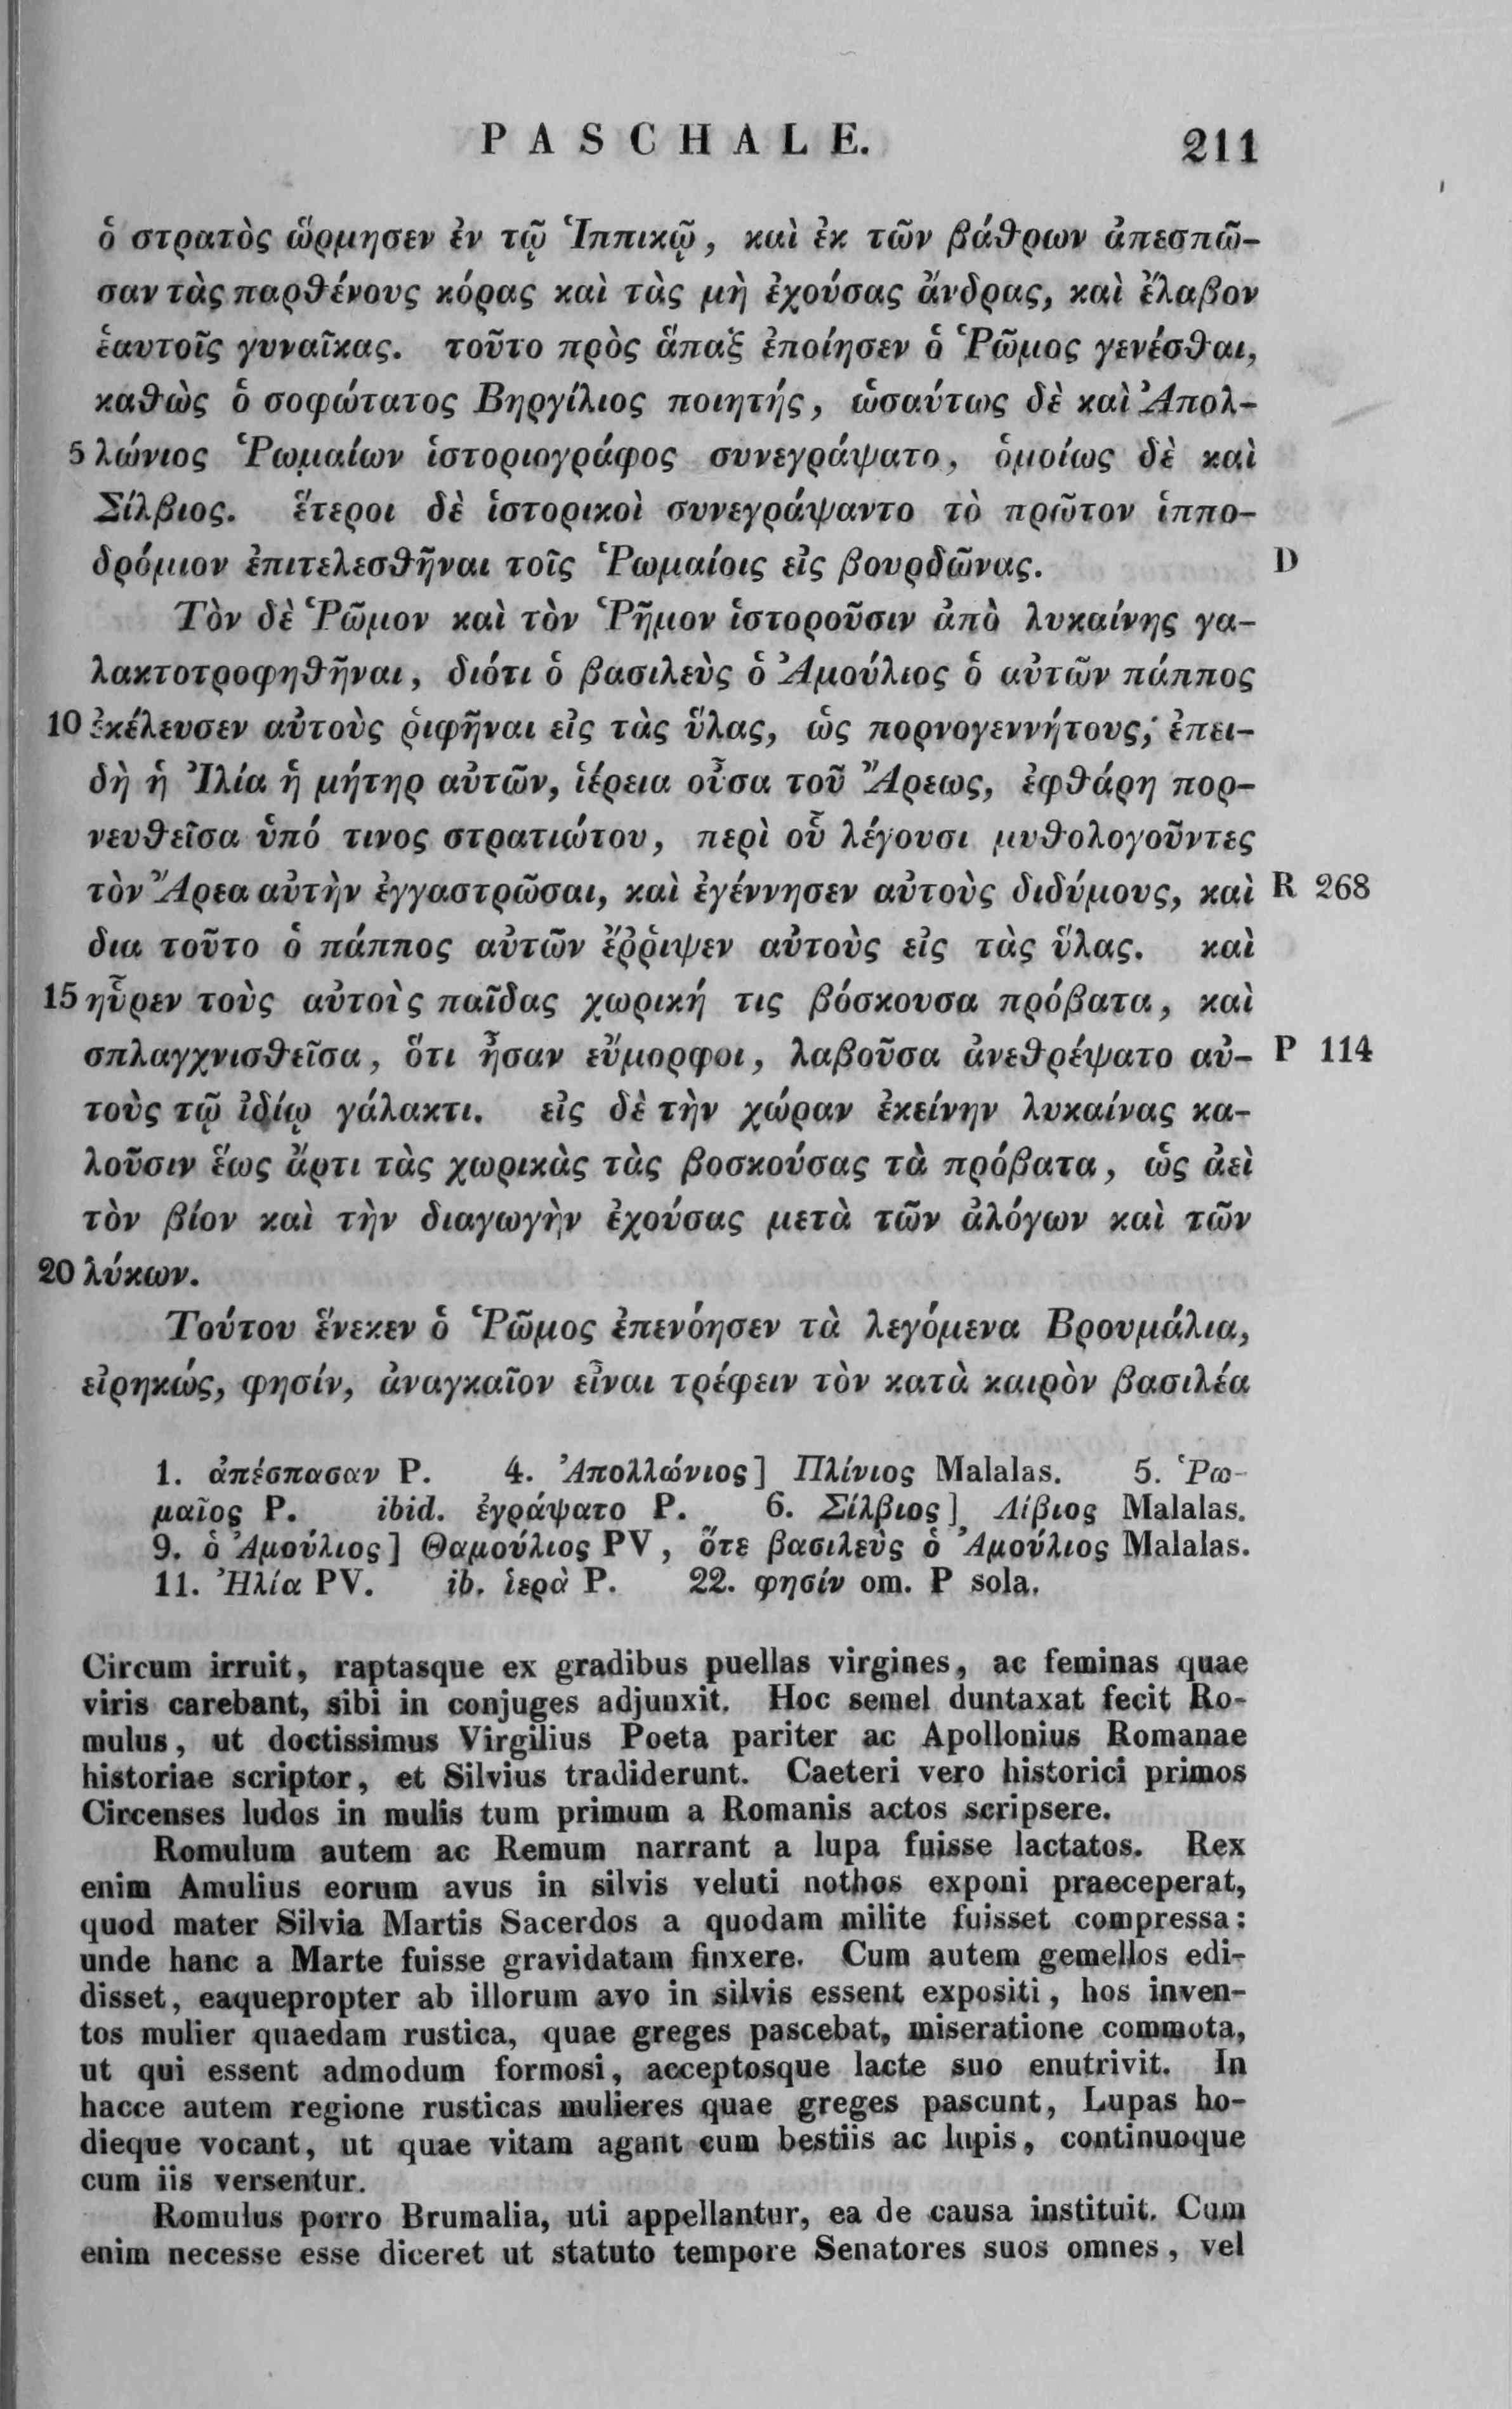 PASCHALE. 211
ὁ στρατὸς ὥρμησεν ἐν τῷ Ἱππικῷ, καὶ ἐκ τῶν βάθρων ἀπεσπῶ-
σαν τὰς παρθένους κόρας καὶ τὰς μὴ ἐχούσας ἄνδρας, καὶ ἔλαβον
ἑαυτοῖς γυναῖκας. τοῦτο πρὸς ἅπαξ ἐποίησεν ὁ Ῥῶμος γενέσθαι,
καθὼς ὁ σοφώτατος Βηργίλιος ποιητής, ὡσαύτως δὲ καὶ Ἀπολ-
5 λώνιος Ῥωμαίων ἱστοριογράφος συνεγράψατο, ὁμοίως δὲ καὶ
Σίλβιος. ἕτεροι δὲ ἱστορικοὶ συνεγράψαντο τὸ πρῶτον ἱππο-
δρόμιον ἐπιτελεσθῆναι τοῖς Ῥωμαίοις εἰς βουρδῶνας. D
Τὸν δὲ Ῥῶμον καὶ τὸν Ῥῆμον ἱστοροῦσιν ἀπὸ λυκαίνης γα-
λακτοτροφηθῆναι, διότι ὁ βασιλεὺς ὁ Ἀμούλιος ὁ αὐτῶν πάππος
10 ἐκέλευσεν αὐτοὺς ῥιφῆναι εἰς τὰς ὕλας, ὡς πορνογεννήτους; ἐπει-
δὴ ἡ Ἰλία ἡ μήτηρ αὐτῶν, ἱέρεια οὖσα τοῦ Ἄρεως, ἐφθάρη πορ-
νευθεῖσα ὑπό τινος στρατιώτου, περὶ οὗ λέγουσι μυθολογοῦντες
τὸν Ἄρεα αὐτὴν ἐγγαστρῶσαι, καὶ ἐγέννησεν αὐτοὺς διδύμους, καὶ R 268
δια τοῦτο ὁ πάππος αὐτῶν ἔῤῥιψεν αὐτοὺς εἰς τὰς ὕλας. καὶ
15 ηὗρεν τοὺς αὐτοὶς παῖδας χωρική τις βόσκουσα πρόβατα, καὶ
σπλαγχνισθεῖσα, ὅτι ἦσαν εὔμορφοι, λαβοῦσα ἀνεθρέψατο αὐ- P 114
τοὺς τῷ ἰδίῳ γάλακτι. εἰς δὲ τὴν χώραν ἐκείνην λυκαίνας κα-
λοῦσιν ἕως ἄρτι τὰς χωρικὰς τὰς βοσκούσας τὰ πρόβατα, ὡς ἀεὶ
τὸν βίον καὶ τὴν διαγωγὴν ἐχούσας μετὰ τῶν ἀλόγων καὶ τῶν
20 λύκων.
Τούτου ἕνεκεν ὁ Ῥῶμος ἐπενόησεν τὰ λεγόμενα Βρουμάλια,
εἰρηκώς, φησίν, ἀναγκαῖον εἶναι τρέφειν τὸν κατὰ καιρὸν βασιλέα
1. ἀπέσπασαν P. 4. Ἀπολλώνιος] Πλίνιος Malalas. 5. Ῥω-
μαῖος P. ibid. ἐγράψατο P. 6. Σίλβιος] Λίβιος Malalas.
9. ὁ Ἀμούλιος] Θαμούλιος PV, ὅτε βασιλεὺς ὁ Ἀμούλιος Malalas.
11. Ἠλία PV. ib. ἱερὰ P. 22. φησίν om. P sola.
Circum irruit, raptasque ex gradibus puellas virgines, ac feminas quae
viris carebant, sibi in conjuges adjunxit. Hoc semel duntaxat fecit Ro-
mulus, ut doctissimus Virgilius Poeta pariter ac Apollonius Romanae
historiae scriptor, et Silvius tradiderunt. Caeteri vero historici primos
Circenses ludos in mulis tum primum a Romanis actos scripsere.
Romulum autem ac Remum narrant a lupa fuisse lactatos. Rex
enim Amulius eorum avus in silvis veluti nothos exponi praeceperat,
quod mater Silvia Martis Sacerdos a quodam milite fuisset compressa:
unde hanc a Marte fuisse gravidatam finxere. Cum autem gemellos edi-
disset, eaquepropter ab illorum avo in silvis essent expositi, hos inven-
tos mulier quaedam rustica, quae greges pascebat, miseratione commota,
ut qui essent admodum formosi, acceptosque lacte suo enutrivit. In
hacce autem regione rusticas mulieres quae greges pascunt, Lupas ho-
dieque vocant, ut quae vitam agant cum bestiis ac lupis, continuoque
cum iis versentur.
Romulus porro Brumalia, uti appellantur, ea de causa instituit. Cum
enim necesse esse diceret ut statuto tempore Senatores suos omnes, vel